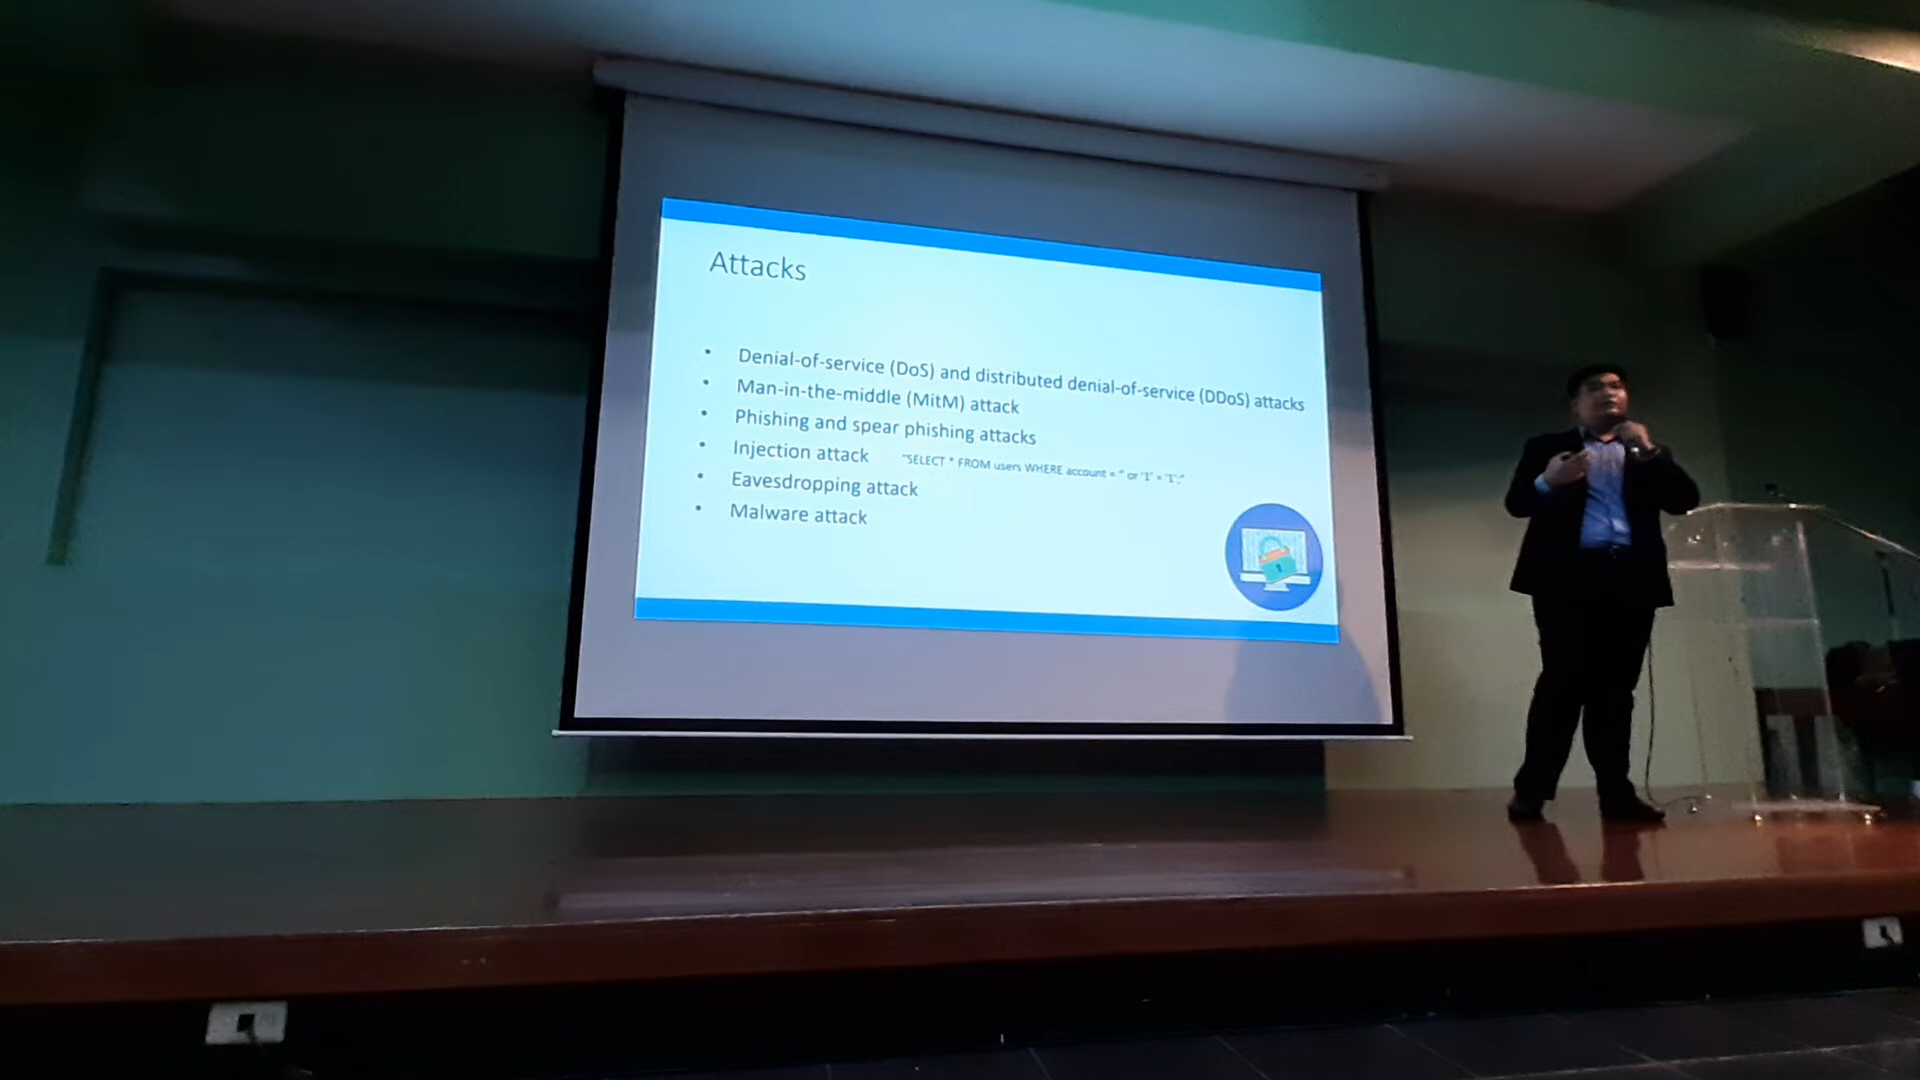 Attacks
• Denial-of-service (DoS) and distributed denial-of-service (DDoS) attacks
• Man-in-the-middle (MitM) attack
• Phishing and spear phishing attacks
• Injection attack "SELECT * FROM users WHERE account = '' or '1' = '1';"
• Eavesdropping attack
• Malware attack